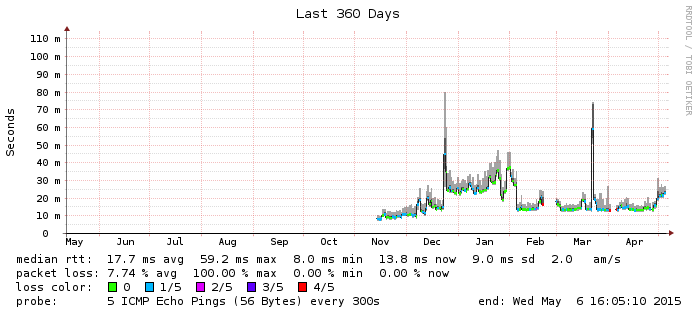 Last 360 Days
RRDTOOL / TOBI OETIKER
Seconds
110 m
100 m
90 m
80 m
70 m
60 m
50 m
40 m
30 m
20 m
10 m
0
May Jun Jul Aug Sep Oct Nov Dec Jan Feb Mar Apr
median rtt: 17.7 ms avg 59.2 ms max 8.0 ms min 13.8 ms now 9.0 ms sd 2.0 am/s
packet loss: 7.74 % avg 100.00 % max 0.00 % min 0.00 % now
loss color: 0 1/5 2/5 3/5 4/5
probe: 5 ICMP Echo Pings (56 Bytes) every 300s end: Wed May 6 16:05:10 2015